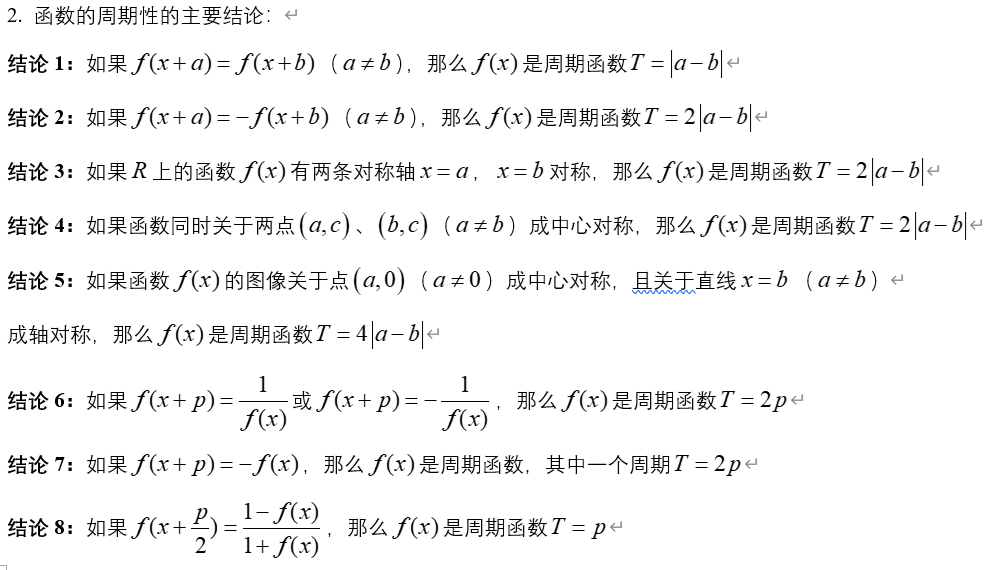 2. 函数的周期性的主要结论：
结论 1：如果 f(x+a)=f(x+b)（a≠b），那么 f(x) 是周期函数 T=|a−b|
结论 2：如果 f(x+a)=−f(x+b)（a≠b），那么 f(x) 是周期函数 T=2|a−b|
结论 3：如果 R 上的函数 f(x) 有两条对称轴 x=a，x=b 对称，那么 f(x) 是周期函数 T=2|a−b|
结论 4：如果函数同时关于两点(a,c)、(b,c)（a≠b）成中心对称，那么 f(x) 是周期函数 T=2|a−b|
结论 5：如果函数 f(x) 的图像关于点(a,0)（a≠0）成中心对称，且关于直线 x=b（a≠b）
成轴对称，那么 f(x) 是周期函数 T=4|a−b|
结论 6：如果 f(x+p)=1/f(x) 或 f(x+p)=−1/f(x)，那么 f(x) 是周期函数 T=2p
结论 7：如果 f(x+p)=−f(x)，那么 f(x) 是周期函数，其中一个周期 T=2p
结论 8：如果 f(x+p/2)=(1−f(x))/(1+f(x))，那么 f(x) 是周期函数 T=p